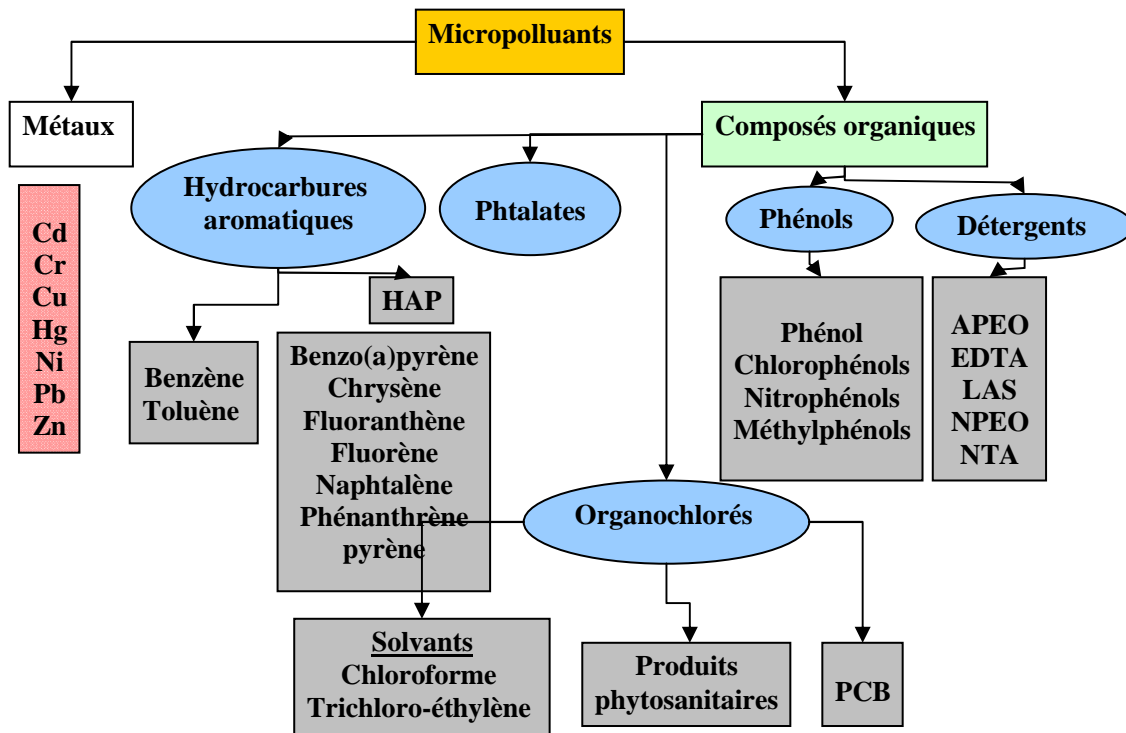 Micropolluants
Métaux
Composés organiques
Hydrocarbures
aromatiques
Phtalates
Phénols
Détergents
Cd
Cr
Cu
Hg
Ni
Pb
Zn
HAP
Benzène
Toluène
Benzo(a)pyrène
Chrysène
Fluoranthène
Fluorène
Naphtalène
Phénanthrène
pyrène
Phénol
Chlorophénols
Nitrophénols
Méthylphénols
APEO
EDTA
LAS
NPEO
NTA
Organochlorés
Solvants
Chloroforme
Trichloro-éthylène
Produits
phytosanitaires
PCB